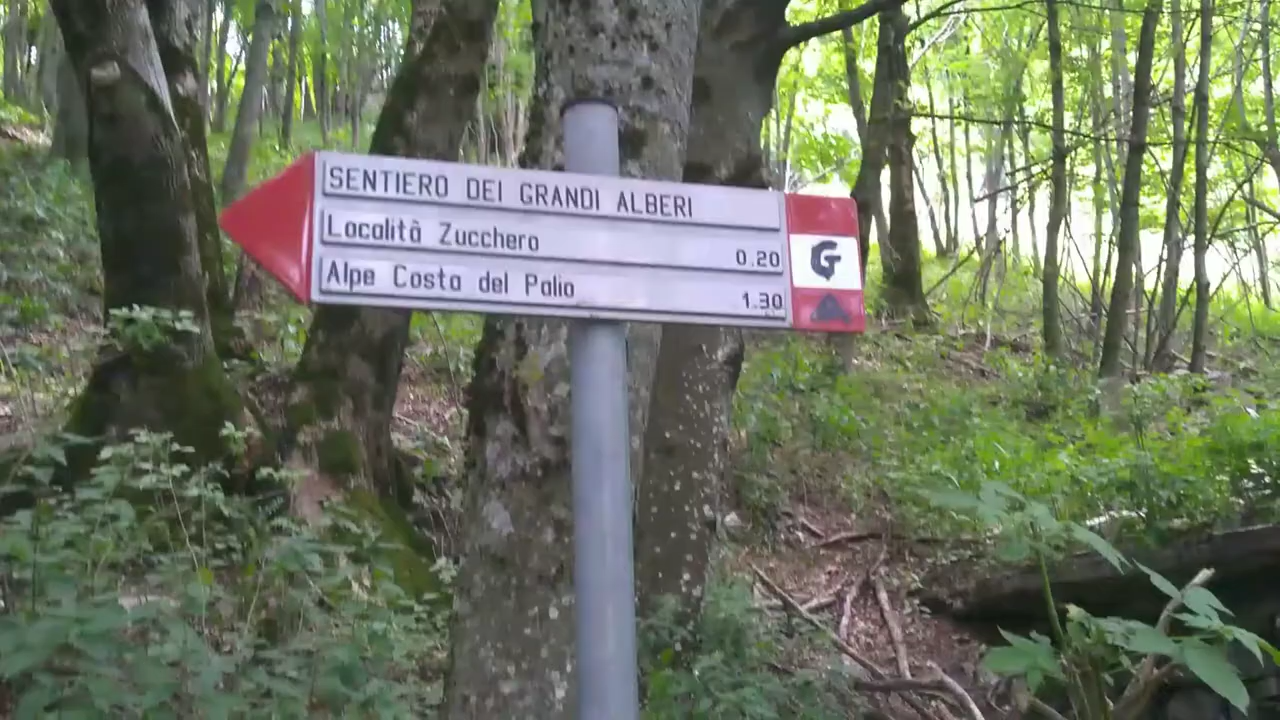 SENTIERO DEI GRANDI ALBERI
Località Zucchero 0.20
Alpe Costa del Palio 1.30
G